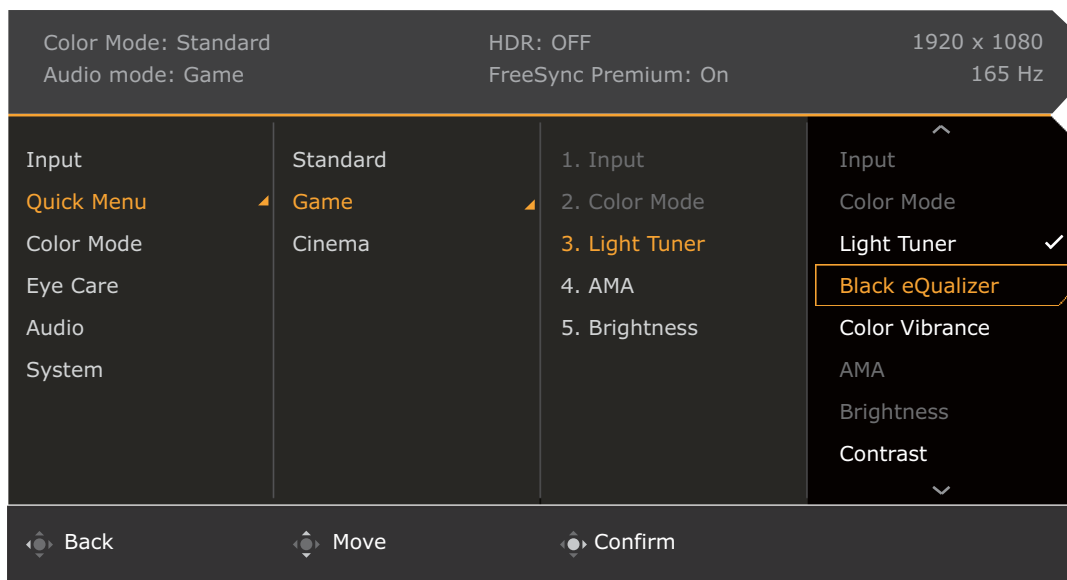 Color Mode: Standard
HDR: OFF
1920 x 1080
Audio mode: Game
FreeSync Premium: On
165 Hz
Input
Quick Menu
Color Mode
Eye Care
Audio
System
Standard
Game
Cinema
1. Input
2. Color Mode
3. Light Tuner
4. AMA
5. Brightness
Input
Color Mode
Light Tuner
Black eQualizer
Color Vibrance
AMA
Brightness
Contrast
Back
Move
Confirm